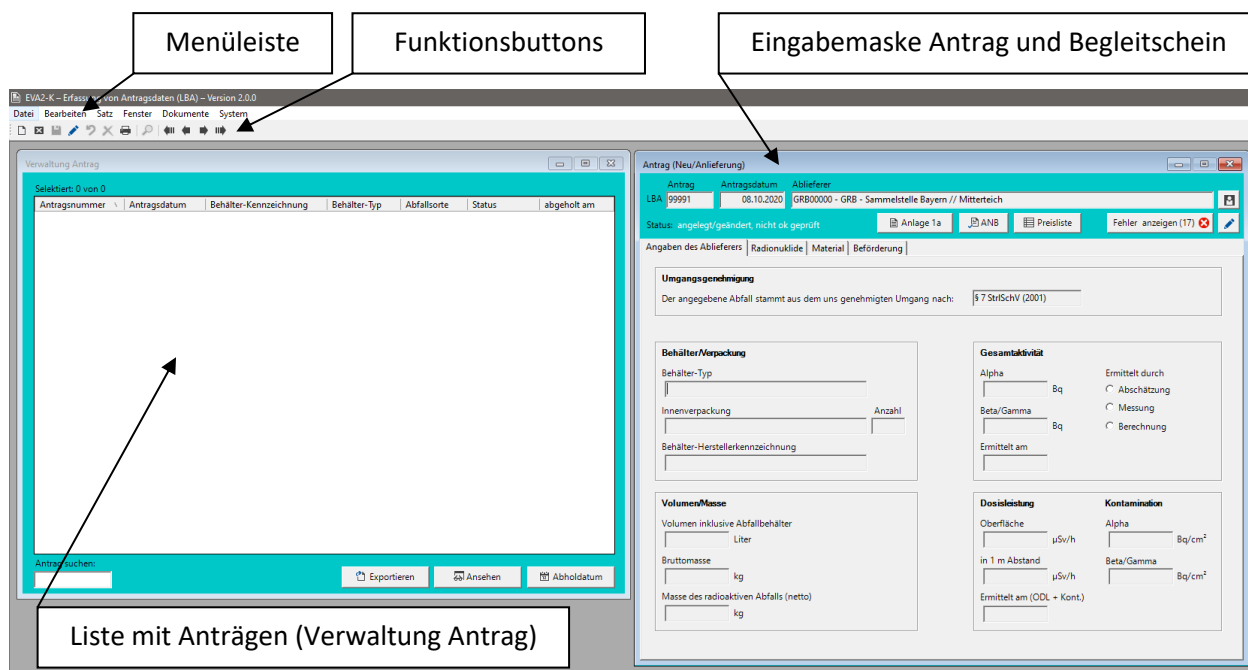 Menüleiste
Funktionsbuttons
Eingabemaske Antrag und Begleitschein
EVA2-K – Erfassung von Antragsdaten (LBA) – Version 2.0.0
Datei Bearbeiten Satz Fenster Dokumente System
Verwaltung Antrag
Selektiert: 0 von 0
Antragsnummer Antragsdatum Behälter-Kennzeichnung Behälter-Typ Abfallsorte Status abgeholt am
Antrag suchen:
Exportieren Ansehen Abholdatum
Liste mit Anträgen (Verwaltung Antrag)
Antrag (Neu/Anlieferung)
Antrag Antragsdatum Ablieferer
LBA 99991 08.10.2020 GRB00000 - GRB - Sammelstelle Bayern // Mitterteich
Status: angelegt/geändert, nicht ok geprüft Anlage 1a ANB Preisliste Fehler anzeigen (17)
Angaben des Ablieferers Radionuklide Material Beförderung
Umgangsgenehmigung
Der angegebene Abfall stammt aus dem uns genehmigten Umgang nach: § 7 StrlSchV (2001)
Behälter/Verpackung
Behälter-Typ
Innenverpackung Anzahl
Behälter-Herstellerkennzeichnung
Gesamtaktivität
Alpha Ermittelt durch
Bq Abschätzung
Beta/Gamma Messung
Bq Berechnung
Ermittelt am
Volumen/Masse
Volumen inklusive Abfallbehälter
Liter
Bruttomasse
kg
Masse des radioaktiven Abfalls (netto)
kg
Dosisleistung Kontamination
Oberfläche Alpha
µSv/h Bq/cm²
in 1 m Abstand Beta/Gamma
µSv/h Bq/cm²
Ermittelt am (ODL + Kont.)